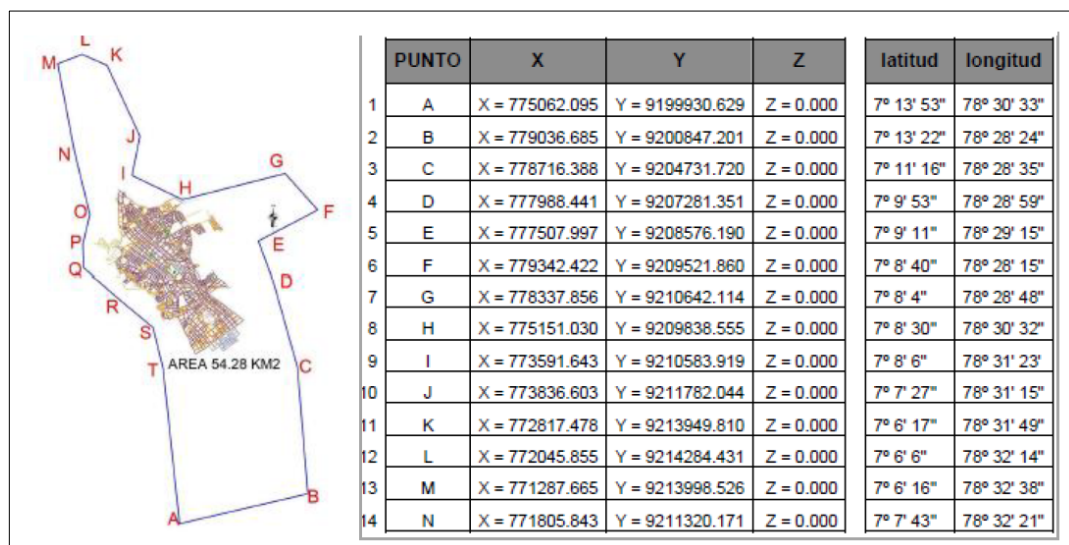 L
M
K
J
N
I
H
G
O
F
P
E
Q
D
R
S
AREA 54.28 KM2
T
C
B
A
PUNTO X Y Z latitud longitud
1 A X = 775062.095 Y = 9199930.629 Z = 0.000 7º 13' 53" 78º 30' 33"
2 B X = 779036.685 Y = 9200847.201 Z = 0.000 7º 13' 22" 78º 28' 24"
3 C X = 778716.388 Y = 9204731.720 Z = 0.000 7º 11' 16" 78º 28' 35"
4 D X = 777988.441 Y = 9207281.351 Z = 0.000 7º 9' 53" 78º 28' 59"
5 E X = 777507.997 Y = 9208576.190 Z = 0.000 7º 9' 11" 78º 29' 15"
6 F X = 779342.422 Y = 9209521.860 Z = 0.000 7º 8' 40" 78º 28' 15"
7 G X = 778337.856 Y = 9210642.114 Z = 0.000 7º 8' 4" 78º 28' 48"
8 H X = 775151.030 Y = 9209838.555 Z = 0.000 7º 8' 30" 78º 30' 32"
9 I X = 773591.643 Y = 9210583.919 Z = 0.000 7º 8' 6" 78º 31' 23'
10 J X = 773836.603 Y = 9211782.044 Z = 0.000 7º 7' 27" 78º 31' 15"
11 K X = 772817.478 Y = 9213949.810 Z = 0.000 7º 6' 17" 78º 31' 49"
12 L X = 772045.855 Y = 9214284.431 Z = 0.000 7º 6' 6" 78º 32' 14"
13 M X = 771287.665 Y = 9213998.526 Z = 0.000 7º 6' 16" 78º 32' 38"
14 N X = 771805.843 Y = 9211320.171 Z = 0.000 7º 7' 43" 78º 32' 21"